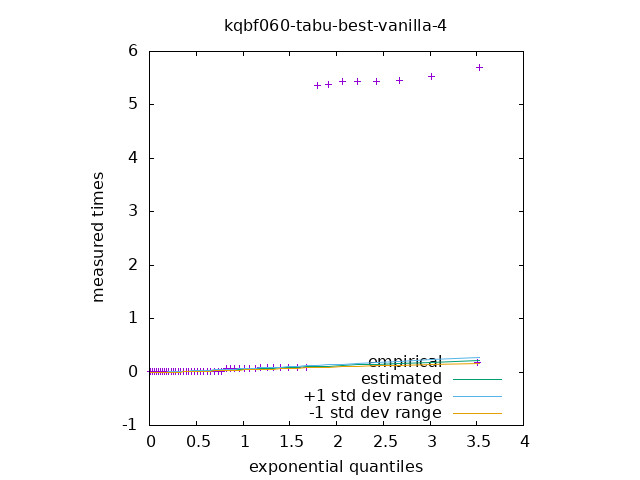 kqbf060-tabu-best-vanilla-4
6
5
4
3
2
1
0
-1
measured times
empirical
estimated
+1 std dev range
-1 std dev range
0 0.5 1 1.5 2 2.5 3 3.5 4
exponential quantiles